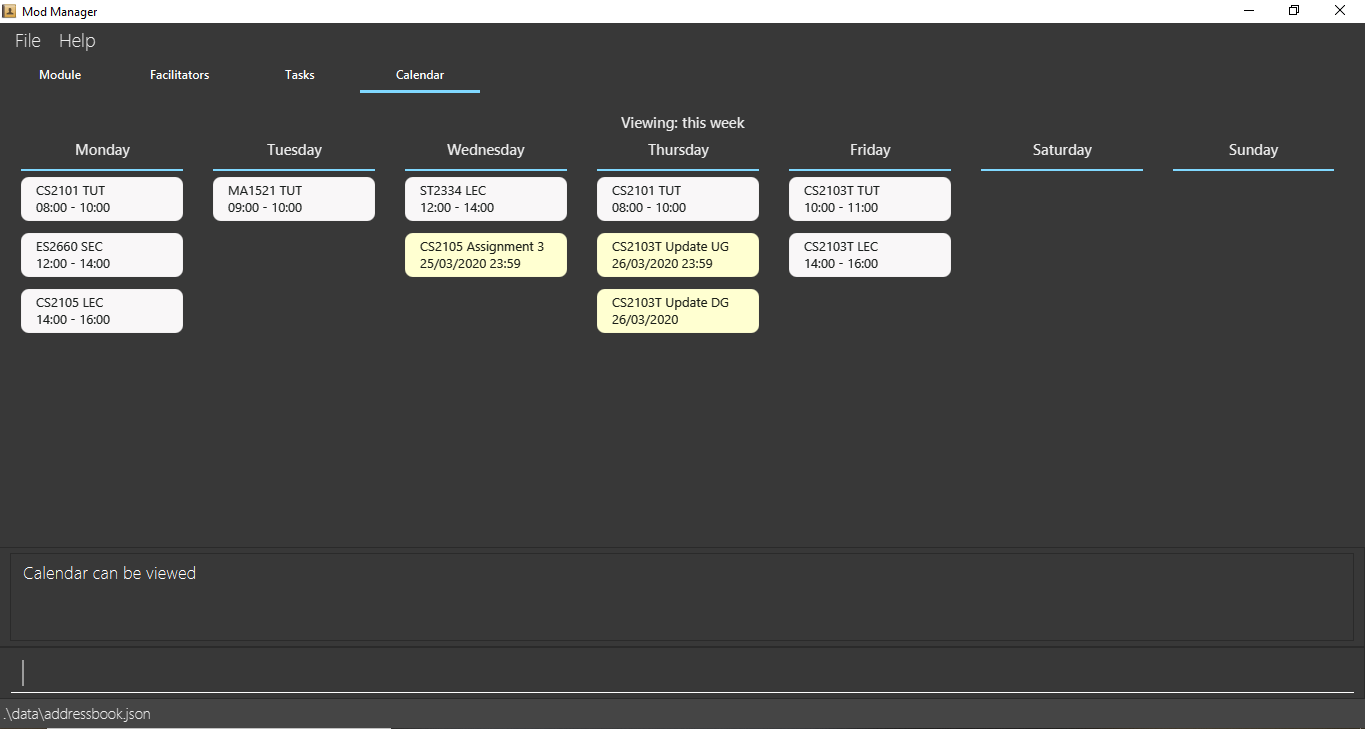 Mod Manager
File Help
Module Facilitators Tasks Calendar
Viewing: this week
Monday Tuesday Wednesday Thursday Friday Saturday Sunday
CS2101 TUT
08:00 - 10:00
ES2660 SEC
12:00 - 14:00
CS2105 LEC
14:00 - 16:00
MA1521 TUT
09:00 - 10:00
ST2334 LEC
12:00 - 14:00
CS2105 Assignment 3
25/03/2020 23:59
CS2101 TUT
08:00 - 10:00
CS2103T Update UG
26/03/2020 23:59
CS2103T Update DG
26/03/2020
CS2103T TUT
10:00 - 11:00
CS2103T LEC
14:00 - 16:00
Calendar can be viewed
.\data\addressbook.json